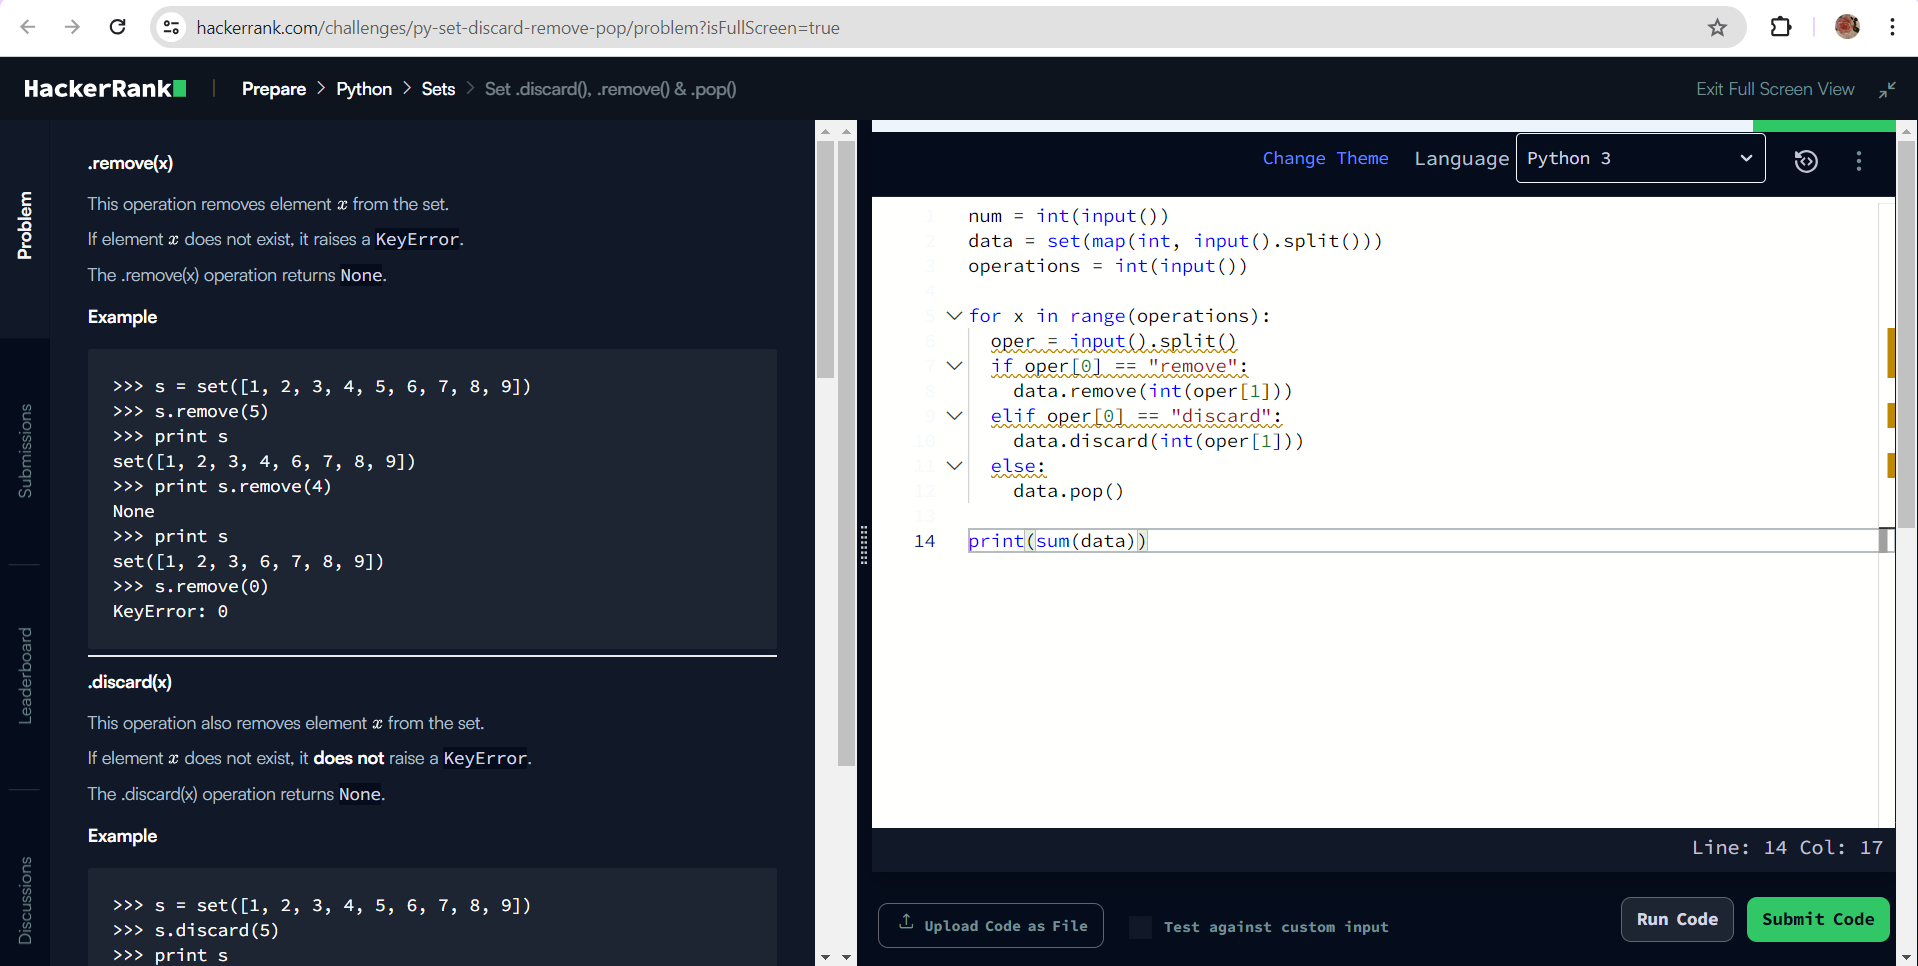 hackerrank.com/challenges/py-set-discard-remove-pop/problem?isFullScreen=true
HackerRank | Prepare > Python > Sets > Set .discard(), .remove() & .pop()
Exit Full Screen View
Problem
Submissions
Leaderboard
Discussions
.remove(x)
This operation removes element x from the set.
If element x does not exist, it raises a KeyError.
The .remove(x) operation returns None.
Example
>>> s = set([1, 2, 3, 4, 5, 6, 7, 8, 9])
>>> s.remove(5)
>>> print s
set([1, 2, 3, 4, 6, 7, 8, 9])
>>> print s.remove(4)
None
>>> print s
set([1, 2, 3, 6, 7, 8, 9])
>>> s.remove(0)
KeyError: 0
.discard(x)
This operation also removes element x from the set.
If element x does not exist, it does not raise a KeyError.
The .discard(x) operation returns None.
Example
>>> s = set([1, 2, 3, 4, 5, 6, 7, 8, 9])
>>> s.discard(5)
>>> print s
Change Theme Language Python 3
1 num = int(input())
2 data = set(map(int, input().split()))
3 operations = int(input())
4
5 for x in range(operations):
6 oper = input().split()
7 if oper[0] == "remove":
8 data.remove(int(oper[1]))
9 elif oper[0] == "discard":
10 data.discard(int(oper[1]))
11 else:
12 data.pop()
13
14 print(sum(data))
Line: 14 Col: 17
Upload Code as File
Test against custom input
Run Code
Submit Code